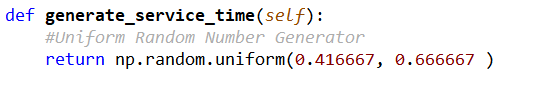 def generate_service_time(self):
    #Uniform Random Number Generator
    return np.random.uniform(0.416667, 0.666667 )